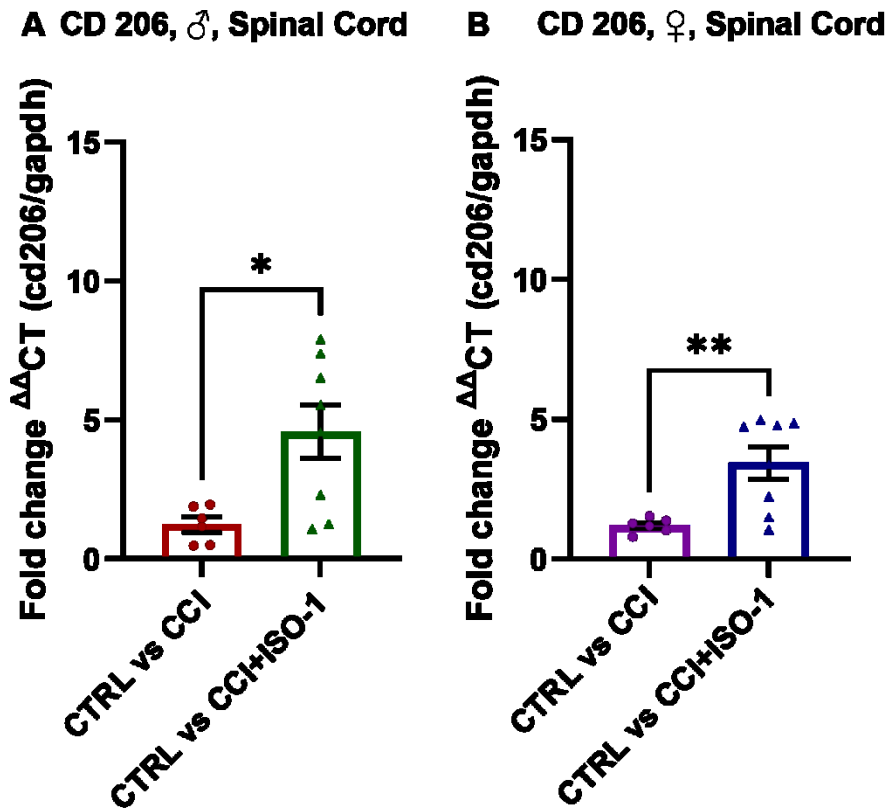 A CD 206, ♂, Spinal Cord
Fold change ΔΔCT (cd206/gapdh)
15
10
5
0
*
CTRL vs CCI
CTRL vs CCI+ISO-1
B CD 206, ♀, Spinal Cord
Fold change ΔΔCT (cd206/gapdh)
15
10
5
0
**
CTRL vs CCI
CTRL vs CCI+ISO-1